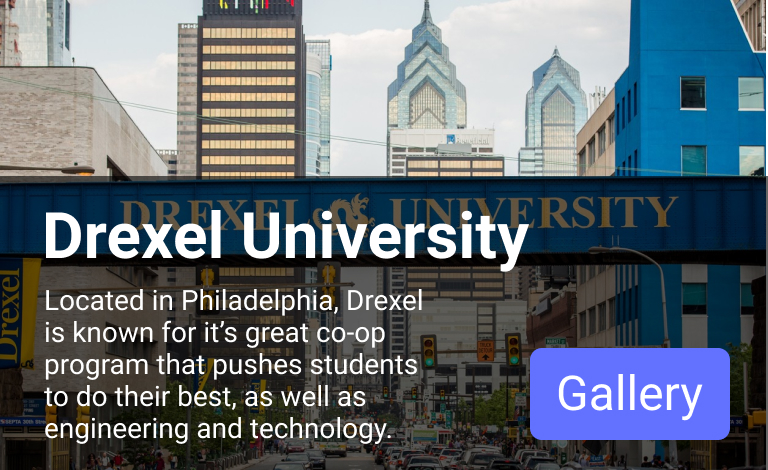 DREXEL UNIVERSITY
Drexel University
Drexel
Located in Philadelphia, Drexel
is known for it’s great co-op
program that pushes students
to do their best, as well as
engineering and technology.
Gallery